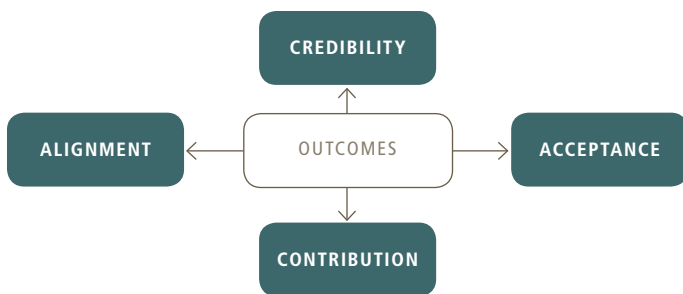 CREDIBILITY
ALIGNMENT
OUTCOMES
ACCEPTANCE
CONTRIBUTION